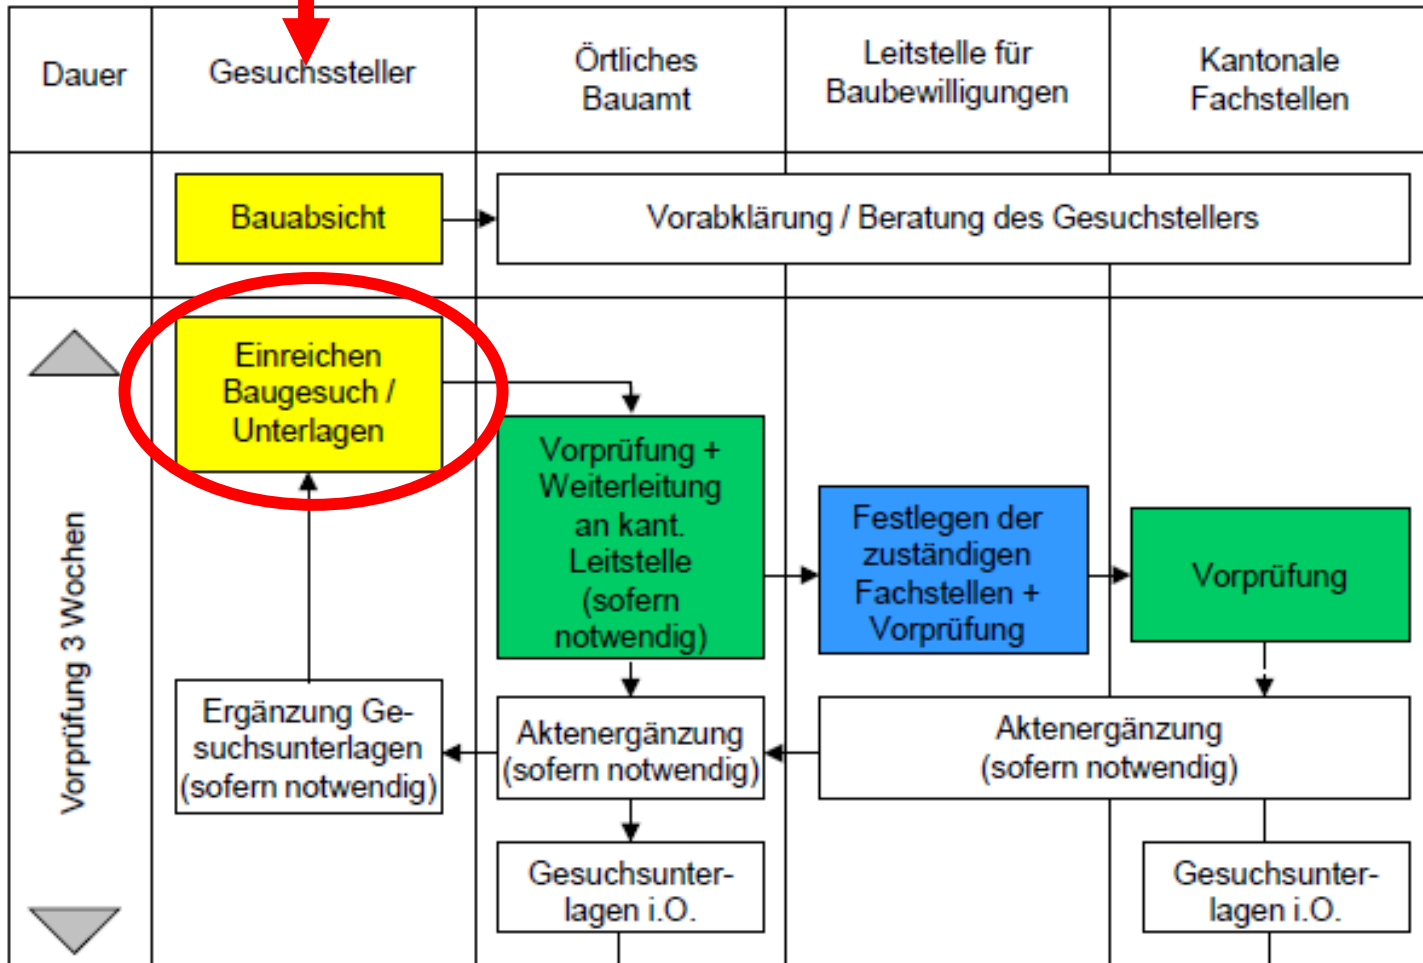 Dauer
Gesuchssteller
Örtliches
Bauamt
Leitstelle für
Baubewilligungen
Kantonale
Fachstellen
Bauabsicht
Vorabklärung / Beratung des Gesuchstellers
Vorprüfung 3 Wochen
Einreichen
Baugesuch /
Unterlagen
Vorprüfung +
Weiterleitung
an kant.
Leitstelle
(sofern
notwendig)
Festlegen der
zuständigen
Fachstellen +
Vorprüfung
Vorprüfung
Ergänzung Ge-
suchsunterlagen
(sofern notwendig)
Aktenergänzung
(sofern notwendig)
Aktenergänzung
(sofern notwendig)
Gesuchsunter-
lagen i.O.
Gesuchsunter-
lagen i.O.